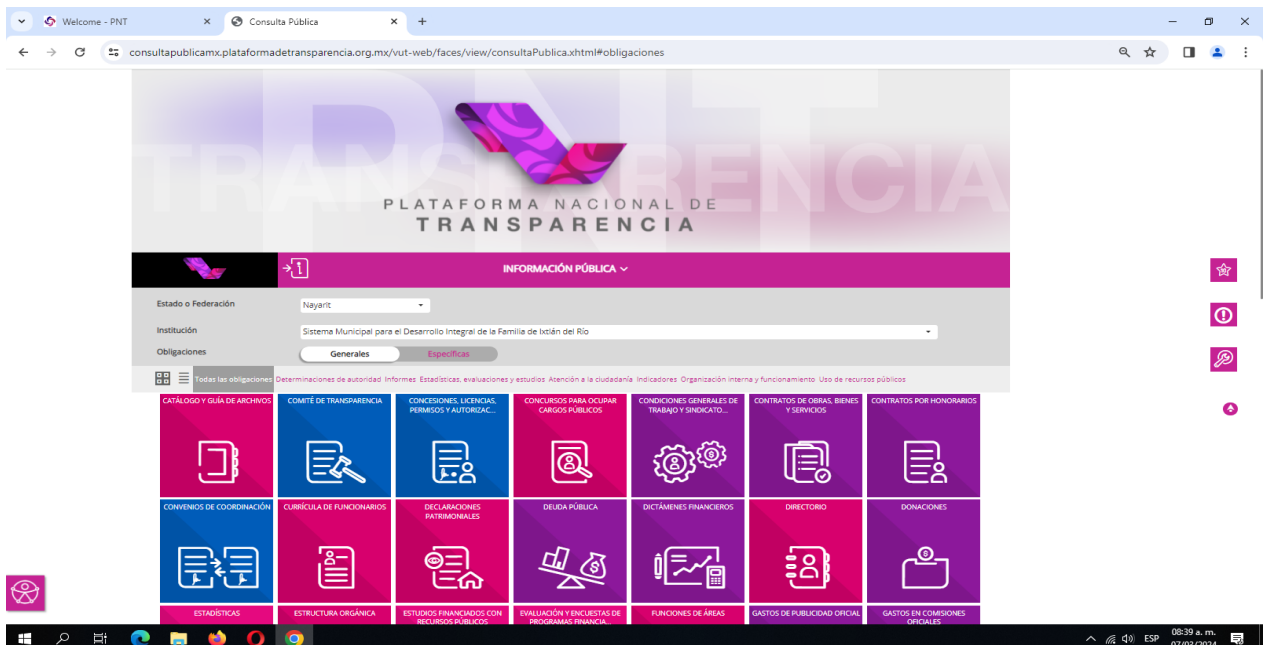 Welcome - PNT
Consulta Pública
consultapublicamx.plataformadetransparencia.org.mx/vut-web/faces/view/consultaPublica.xhtml#obligaciones
PNT
TRANSPARENCIA
PLATAFORMA NACIONAL DE
TRANSPARENCIA
INFORMACIÓN PÚBLICA
Estado o Federación
Nayarit
Institución
Sistema Municipal para el Desarrollo Integral de la Familia de Ixtlán del Río
Obligaciones
Generales
Específicas
Todas las obligaciones Determinaciones de autoridad Informes Estadísticas, evaluaciones y estudios Atención a la ciudadanía Indicadores Organización interna y funcionamiento Uso de recursos públicos
CATÁLOGO Y GUÍA DE ARCHIVOS
COMITÉ DE TRANSPARENCIA
CONCESIONES, LICENCIAS,
PERMISOS Y AUTORIZAC...
CONCURSOS PARA OCUPAR
CARGOS PÚBLICOS
CONDICIONES GENERALES DE
TRABAJO Y SINDICATO...
CONTRATOS DE OBRAS, BIENES
Y SERVICIOS
CONTRATOS POR HONORARIOS
CONVENIOS DE COORDINACIÓN
CURRÍCULA DE FUNCIONARIOS
DECLARACIONES
PATRIMONIALES
DEUDA PÚBLICA
DICTÁMENES FINANCIEROS
DIRECTORIO
DONACIONES
ESTADÍSTICAS
ESTRUCTURA ORGÁNICA
ESTUDIOS FINANCIADOS CON
RECURSOS PÚBLICOS
EVALUACIÓN Y ENCUESTAS DE
PROGRAMAS FINANCIA...
FUNCIONES DE ÁREAS
GASTOS DE PUBLICIDAD OFICIAL
GASTOS EN COMISIONES
OFICIALES
ESP
08:39 a. m.
07/03/2024